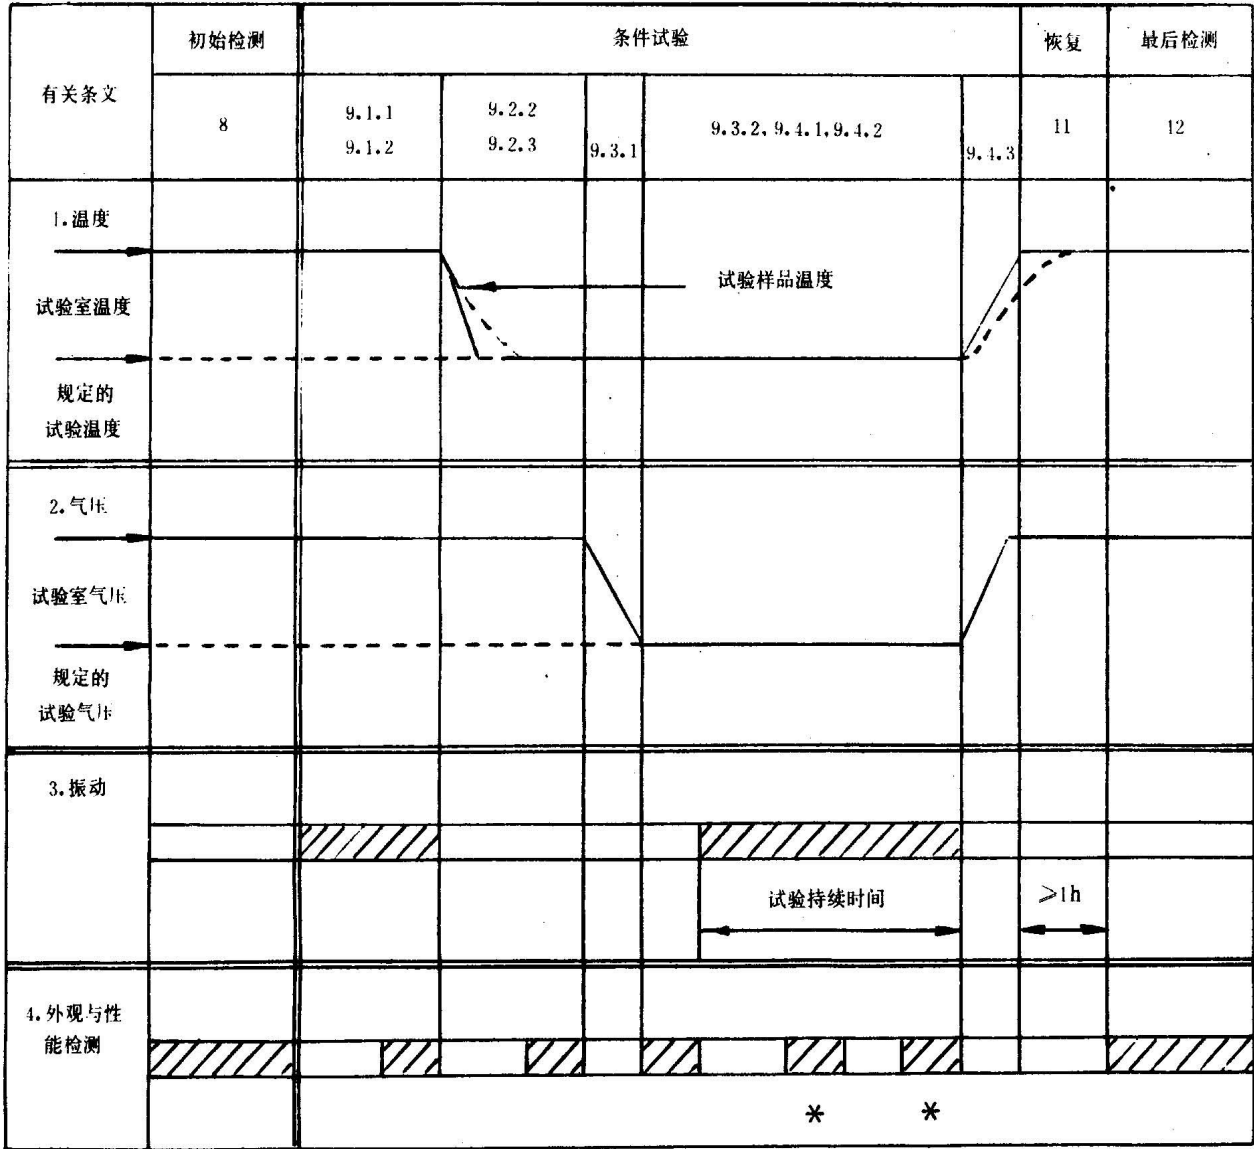 初始检测
条件试验
恢复
最后检测
有关条文
8
9.1.1
9.1.2
9.2.2
9.2.3
9.3.1
9.3.2,9.4.1,9.4.2
9.4.3
11
12
1.温度
试验样品温度
试验室温度
规定的
试验温度
2.气压
试验室气压
规定的
试验气压
3.振动
试验持续时间
≥1h
4.外观与性
能检测
* *